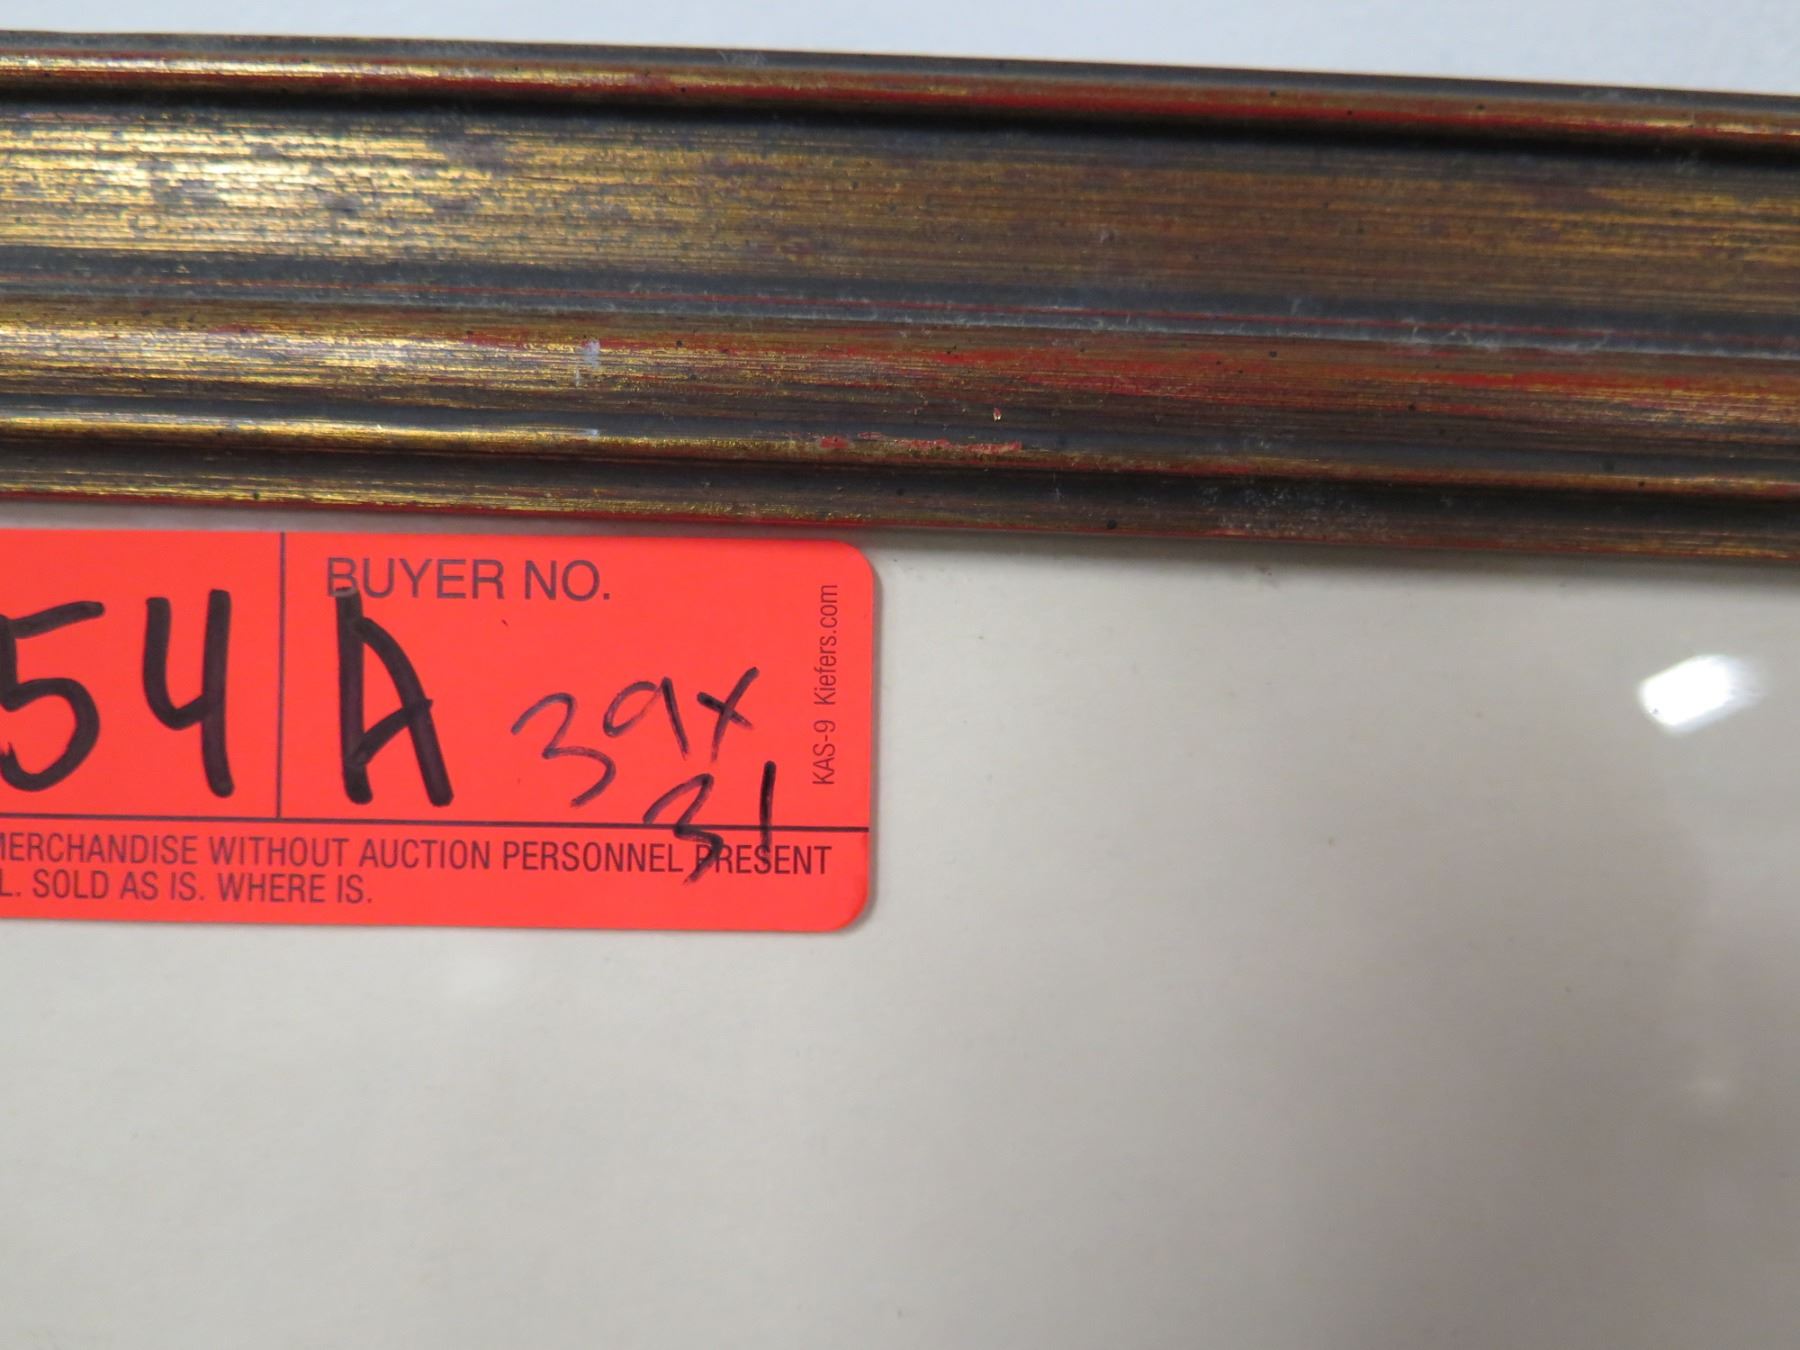 BUYER NO.
54 A 39x
31
KAS-9 Kiefers.com
MERCHANDISE WITHOUT AUCTION PERSONNEL PRESENT
L. SOLD AS IS. WHERE IS.